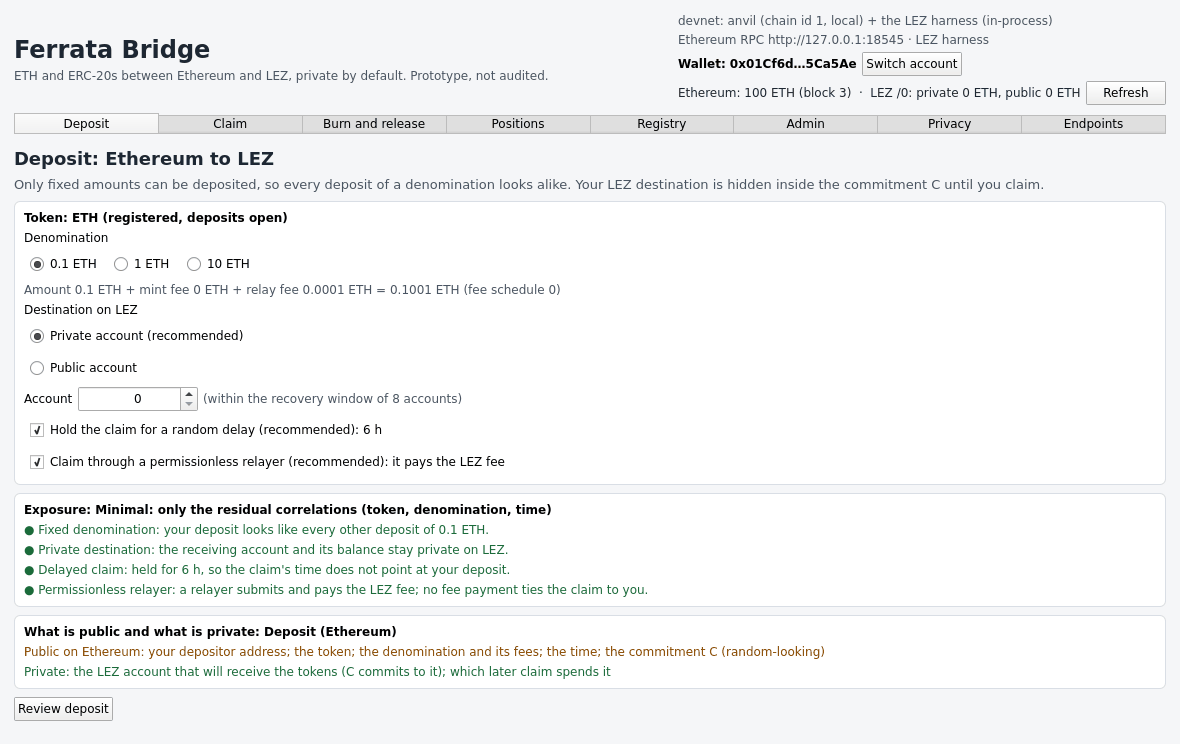 Ferrata Bridge
ETH and ERC-20s between Ethereum and LEZ, private by default. Prototype, not audited.
devnet: anvil (chain id 1, local) + the LEZ harness (in-process)
Ethereum RPC http://127.0.0.1:18545 · LEZ harness
Wallet: 0x01Cf6d…5Ca5Ae Switch account
Ethereum: 100 ETH (block 3) · LEZ /0: private 0 ETH, public 0 ETH Refresh
Deposit Claim Burn and release Positions Registry Admin Privacy Endpoints
Deposit: Ethereum to LEZ
Only fixed amounts can be deposited, so every deposit of a denomination looks alike. Your LEZ destination is hidden inside the commitment C until you claim.
Token: ETH (registered, deposits open)
Denomination
0.1 ETH 1 ETH 10 ETH
Amount 0.1 ETH + mint fee 0 ETH + relay fee 0.0001 ETH = 0.1001 ETH (fee schedule 0)
Destination on LEZ
Private account (recommended)
Public account
Account 0 (within the recovery window of 8 accounts)
Hold the claim for a random delay (recommended): 6 h
Claim through a permissionless relayer (recommended): it pays the LEZ fee
Exposure: Minimal: only the residual correlations (token, denomination, time)
● Fixed denomination: your deposit looks like every other deposit of 0.1 ETH.
● Private destination: the receiving account and its balance stay private on LEZ.
● Delayed claim: held for 6 h, so the claim's time does not point at your deposit.
● Permissionless relayer: a relayer submits and pays the LEZ fee; no fee payment ties the claim to you.
What is public and what is private: Deposit (Ethereum)
Public on Ethereum: your depositor address; the token; the denomination and its fees; the time; the commitment C (random-looking)
Private: the LEZ account that will receive the tokens (C commits to it); which later claim spends it
Review deposit